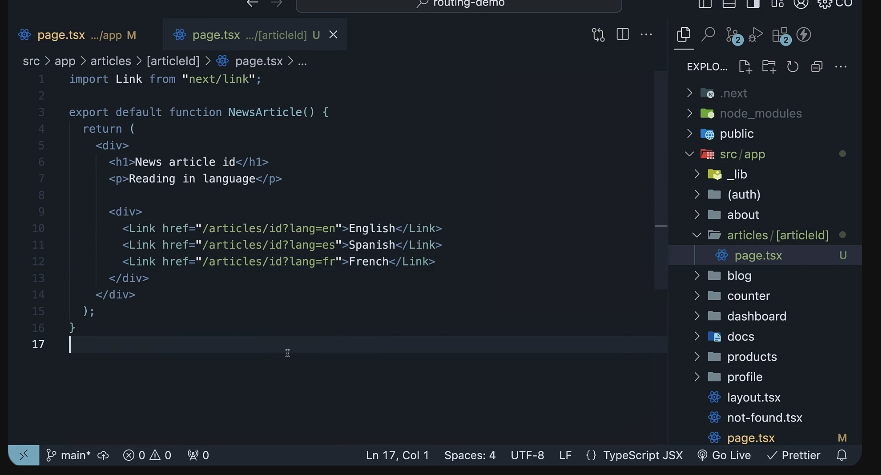 routing-demo
page.tsx .../app M
page.tsx .../[articleId] U
src > app > articles > [articleId] > page.tsx > ...
1 import Link from "next/link";
2
3 export default function NewsArticle() {
4 return (
5 <div>
6 <h1>News article id</h1>
7 <p>Reading in language</p>
8
9 <div>
10 <Link href="/articles/id?lang=en">English</Link>
11 <Link href="/articles/id?lang=es">Spanish</Link>
12 <Link href="/articles/id?lang=fr">French</Link>
13 </div>
14 </div>
15 );
16 }
17
2
2
EXPLO...
.next
node_modules
public
src/app
_lib
(auth)
about
articles/[articleId]
page.tsx U
blog
counter
dashboard
docs
products
profile
layout.tsx
not-found.tsx
page.tsx M
main* 0 0 0 Ln 17, Col 1 Spaces: 4 UTF-8 LF {} TypeScript JSX Go Live Prettier